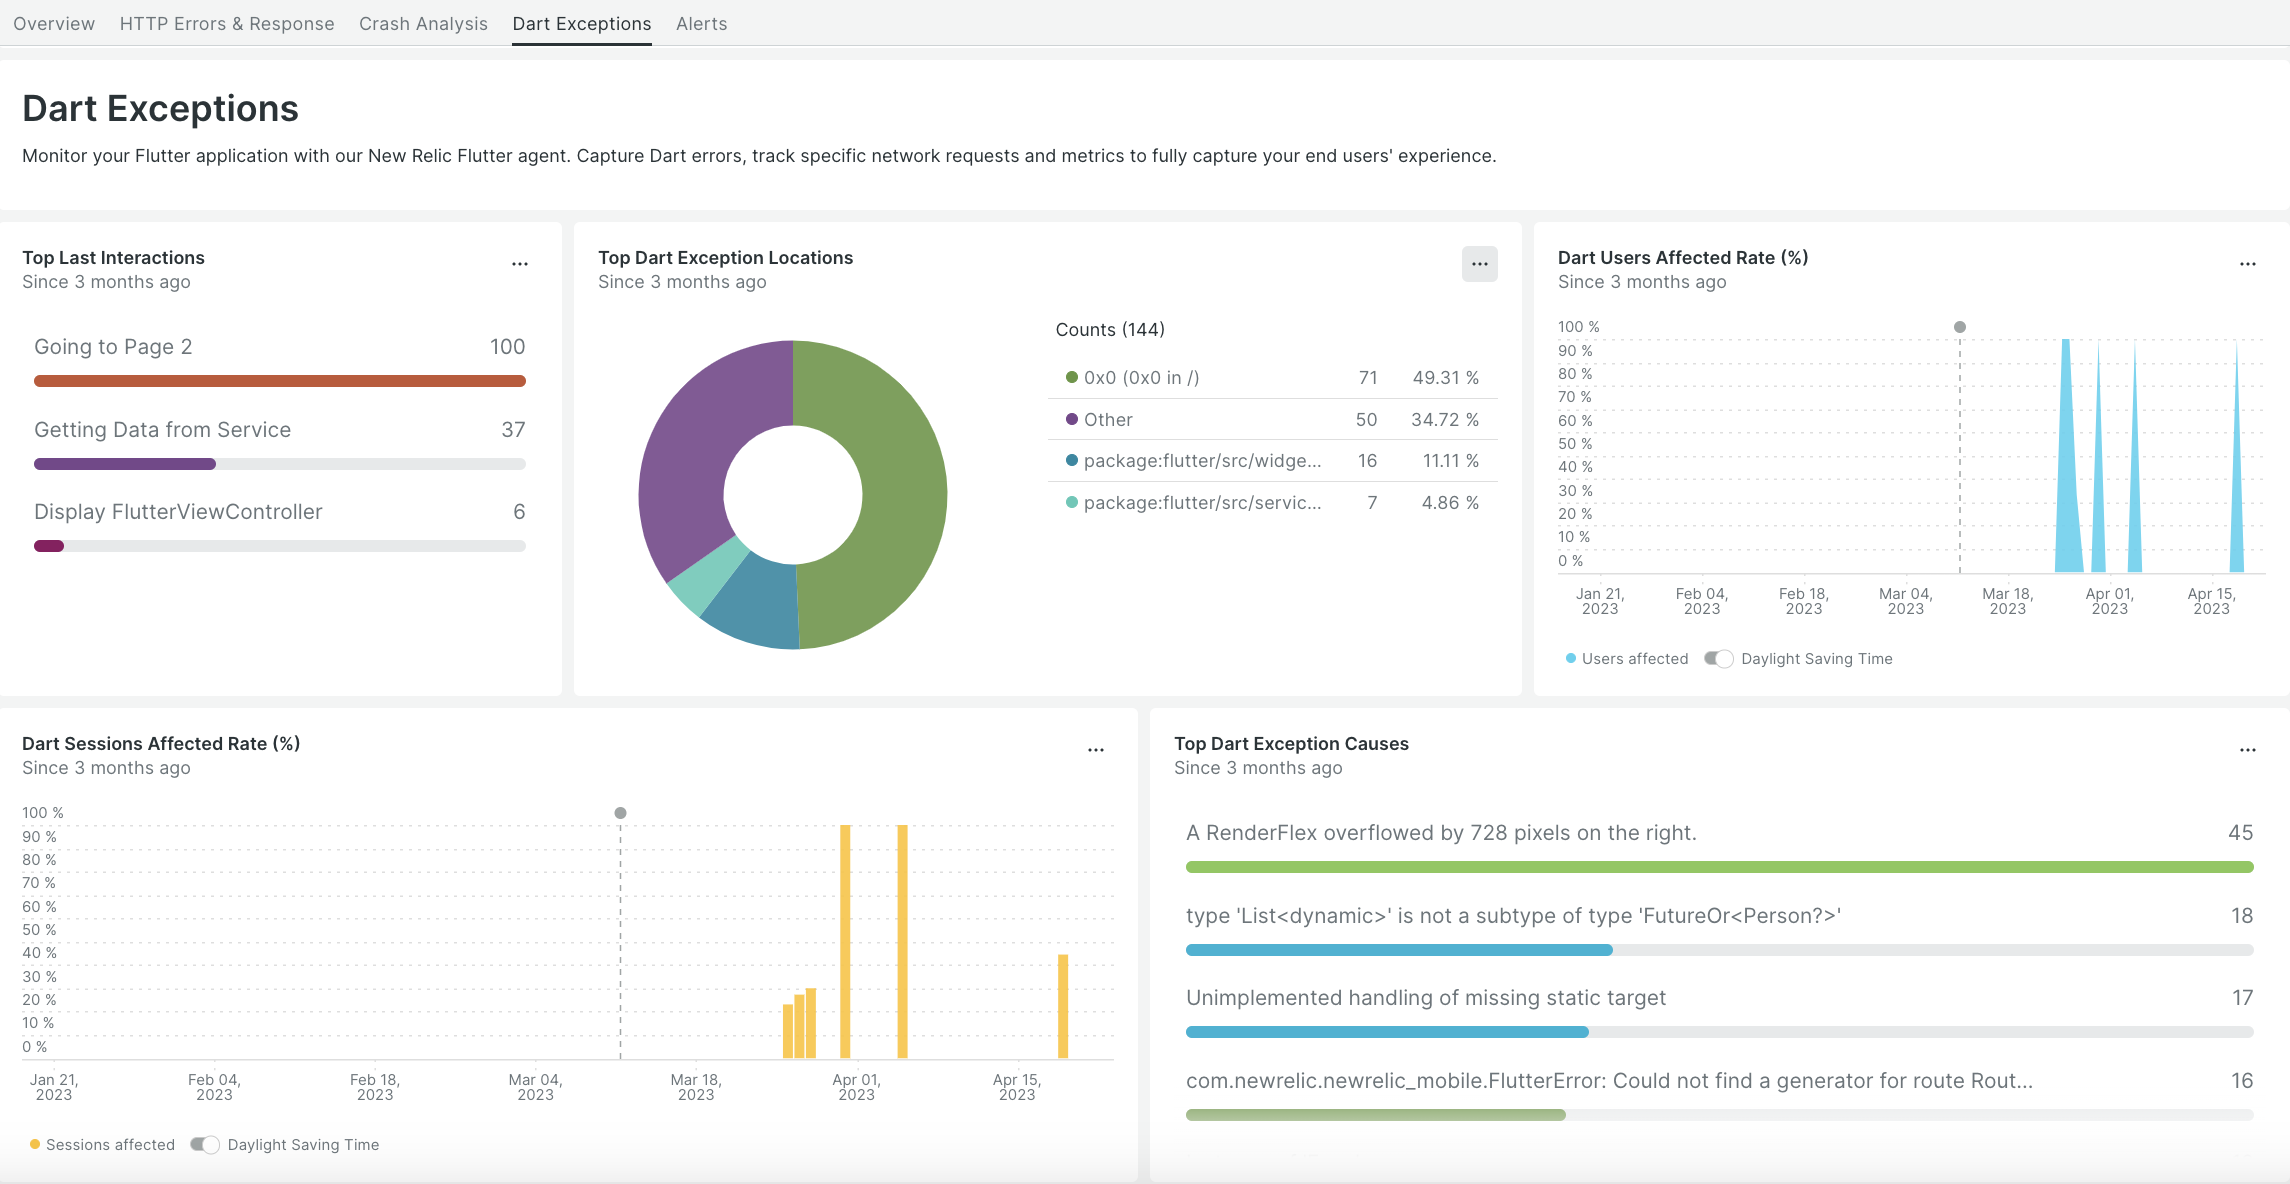 Overview HTTP Errors & Response Crash Analysis Dart Exceptions Alerts
Dart Exceptions
Monitor your Flutter application with our New Relic Flutter agent. Capture Dart errors, track specific network requests and metrics to fully capture your end users' experience.
Top Last Interactions
Since 3 months ago
Going to Page 2 100
Getting Data from Service 37
Display FlutterViewController 6
Top Dart Exception Locations
Since 3 months ago
Counts (144)
0x0 (0x0 in /) 71 49.31 %
Other 50 34.72 %
package:flutter/src/widge... 16 11.11 %
package:flutter/src/servic... 7 4.86 %
Dart Users Affected Rate (%)
Since 3 months ago
100 %
90 %
80 %
70 %
60 %
50 %
40 %
30 %
20 %
10 %
0 %
Jan 21, 2023
Feb 04, 2023
Feb 18, 2023
Mar 04, 2023
Mar 18, 2023
Apr 01, 2023
Apr 15, 2023
Users affected Daylight Saving Time
Dart Sessions Affected Rate (%)
Since 3 months ago
100 %
90 %
80 %
70 %
60 %
50 %
40 %
30 %
20 %
10 %
0 %
Jan 21, 2023
Feb 04, 2023
Feb 18, 2023
Mar 04, 2023
Mar 18, 2023
Apr 01, 2023
Apr 15, 2023
Sessions affected Daylight Saving Time
Top Dart Exception Causes
Since 3 months ago
A RenderFlex overflowed by 728 pixels on the right. 45
type 'List<dynamic>' is not a subtype of type 'FutureOr<Person?>' 18
Unimplemented handling of missing static target 17
com.newrelic.newrelic_mobile.FlutterError: Could not find a generator for route Rout... 16